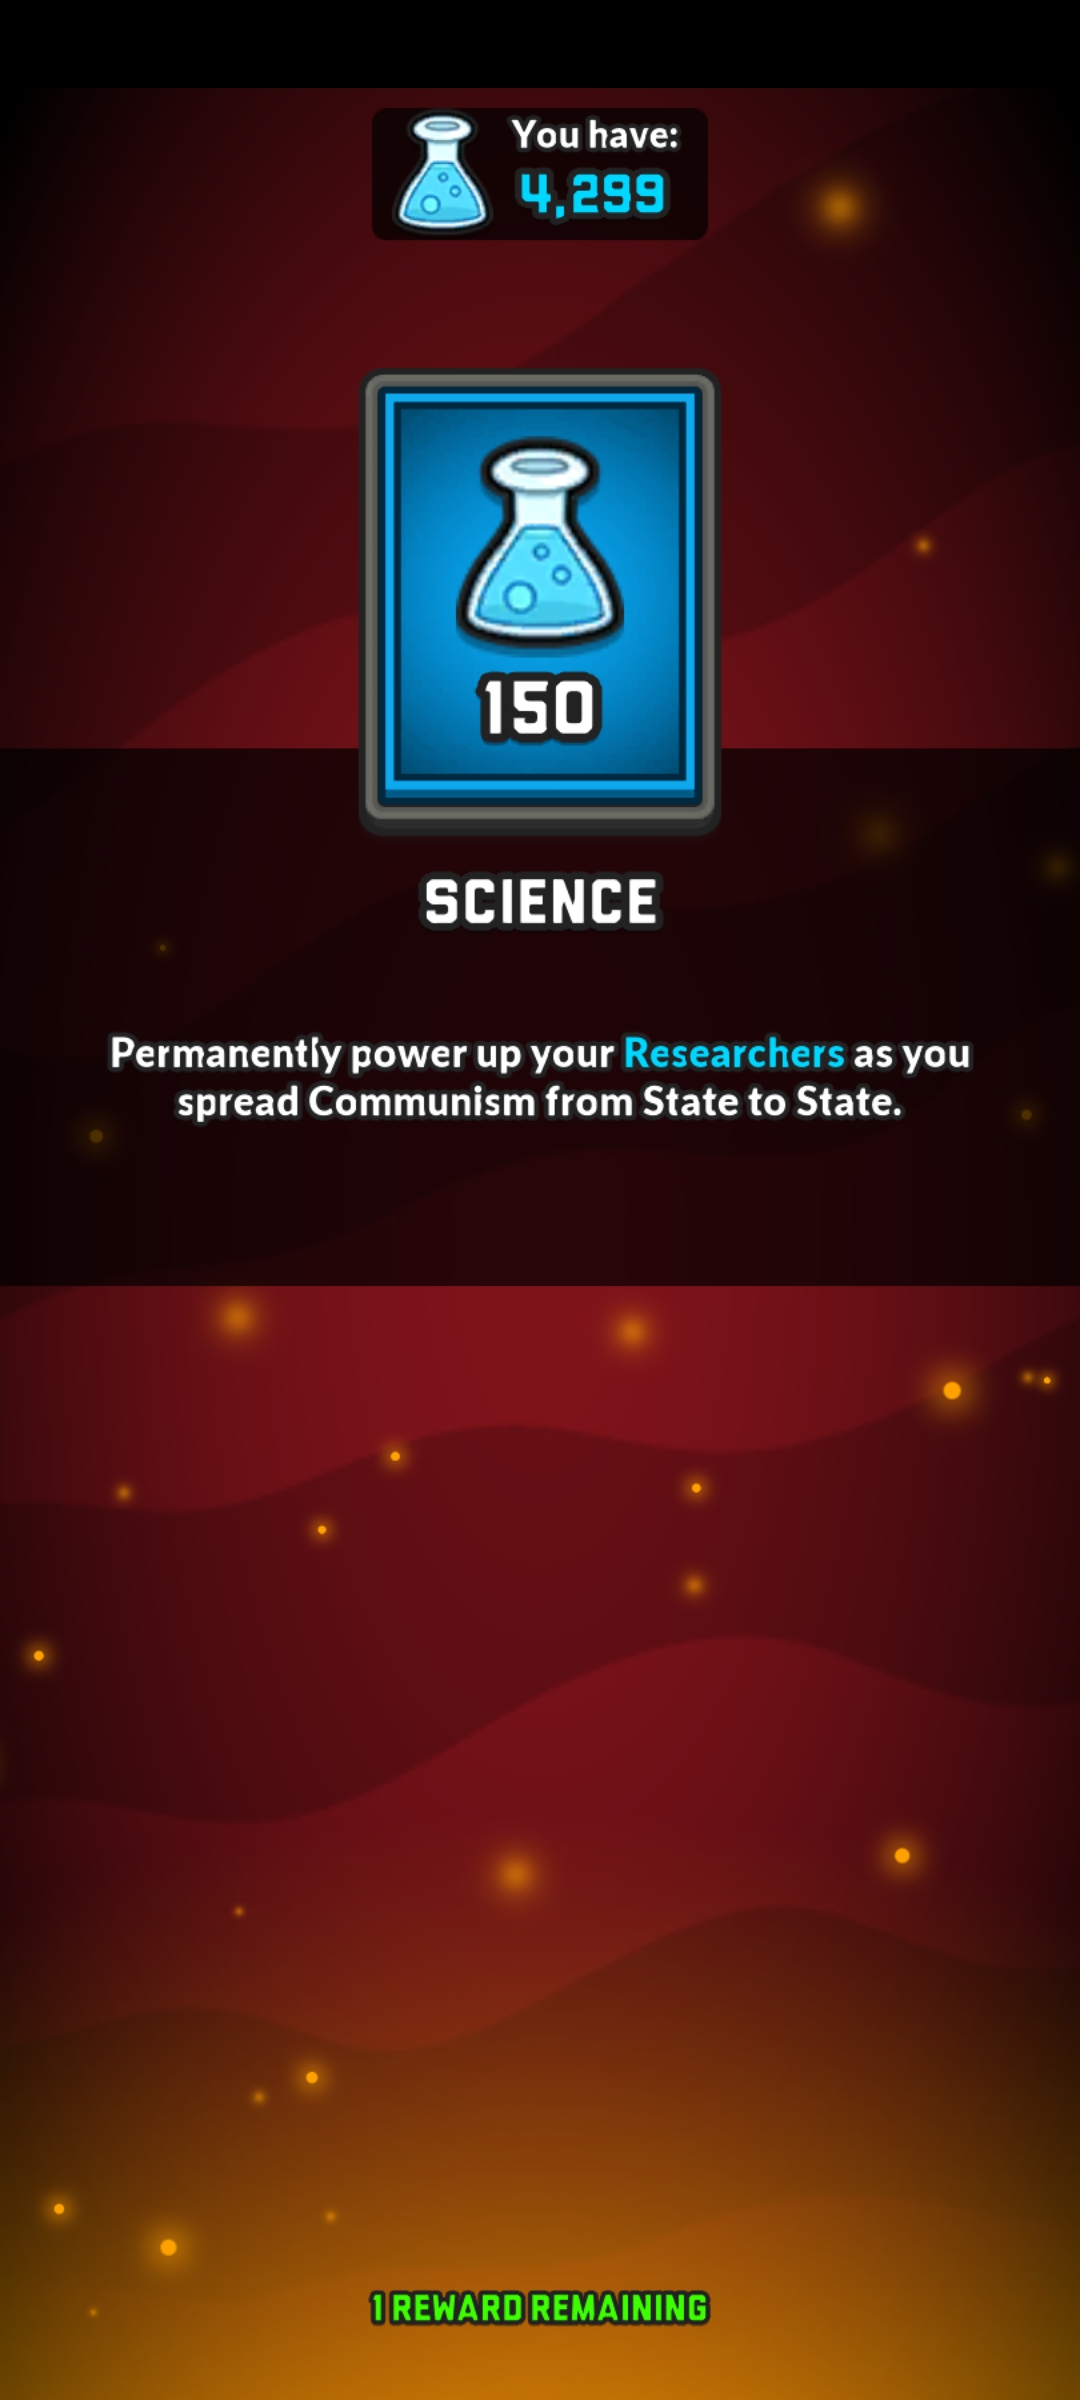 You have:
4,299
150
SCIENCE
Permanently power up your Researchers as you
spread Communism from State to State.
1 REWARD REMAINING